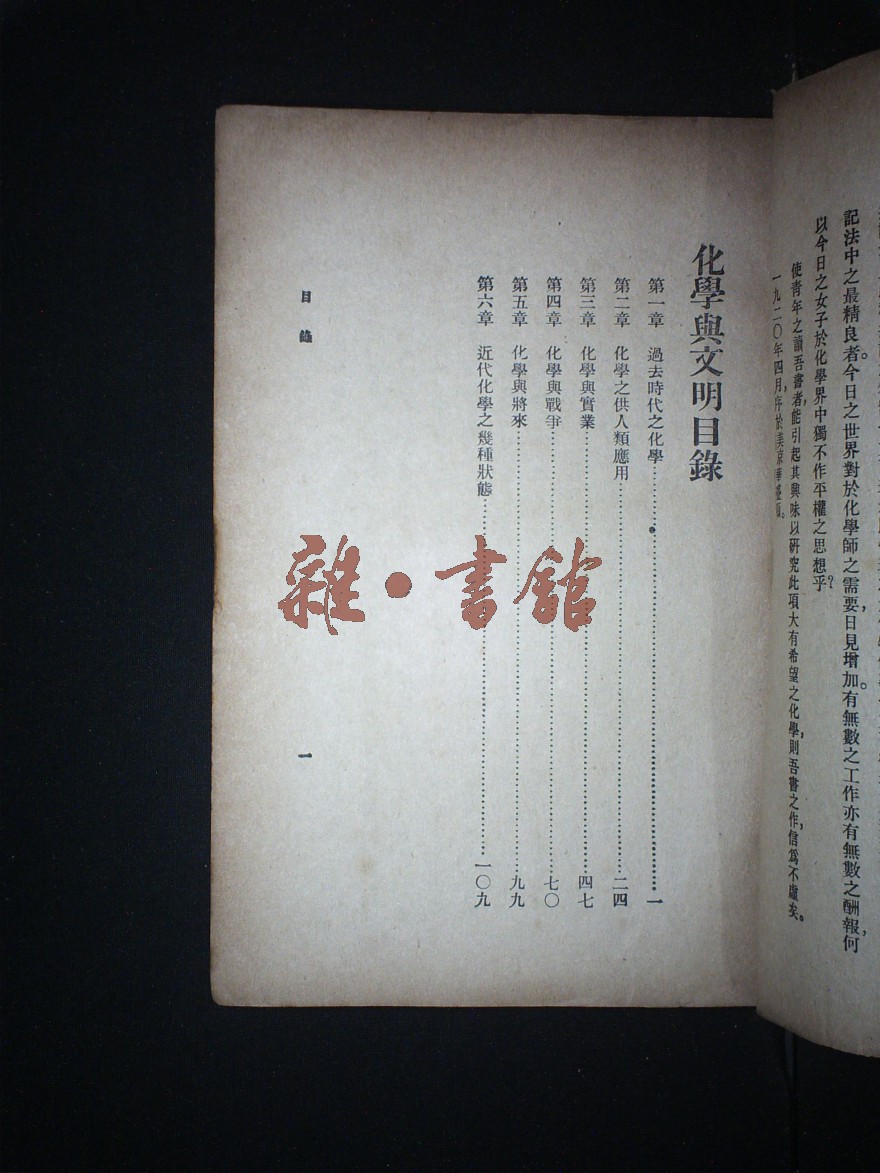 記法中之最精良者。今日之世界對於化學師之需要，日見增加。有無數之工作亦有無數之酬報，何
以今日之女子於化學界中獨不作平權之思想乎？
使青年之讀吾書者，能引起其興味以研究此項大有希望之化學，則吾書之作，信爲不虛矣。
一九二〇年四月，序於美京華盛頓。
化學與文明目錄
第一章 過去時代之化學……一
第二章 化學之供人類應用……二四
第三章 化學與實業……四七
第四章 化學與戰爭……七〇
第五章 化學與將來……九九
第六章 近代化學之幾種狀態……一〇九
目錄
一
雜·書館